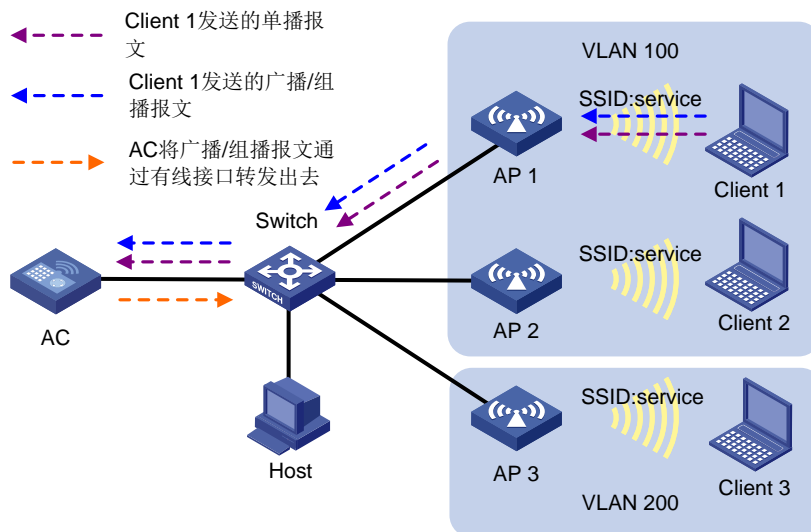 Client 1发送的单播报
文
Client 1发送的广播/组
播报文
AC将广播/组播报文通
过有线接口转发出去
VLAN 100
SSID:service
AP 1
Client 1
Switch
SWITCH
SSID:service
AC
AP 2
Client 2
SSID:service
Host
AP 3
Client 3
VLAN 200